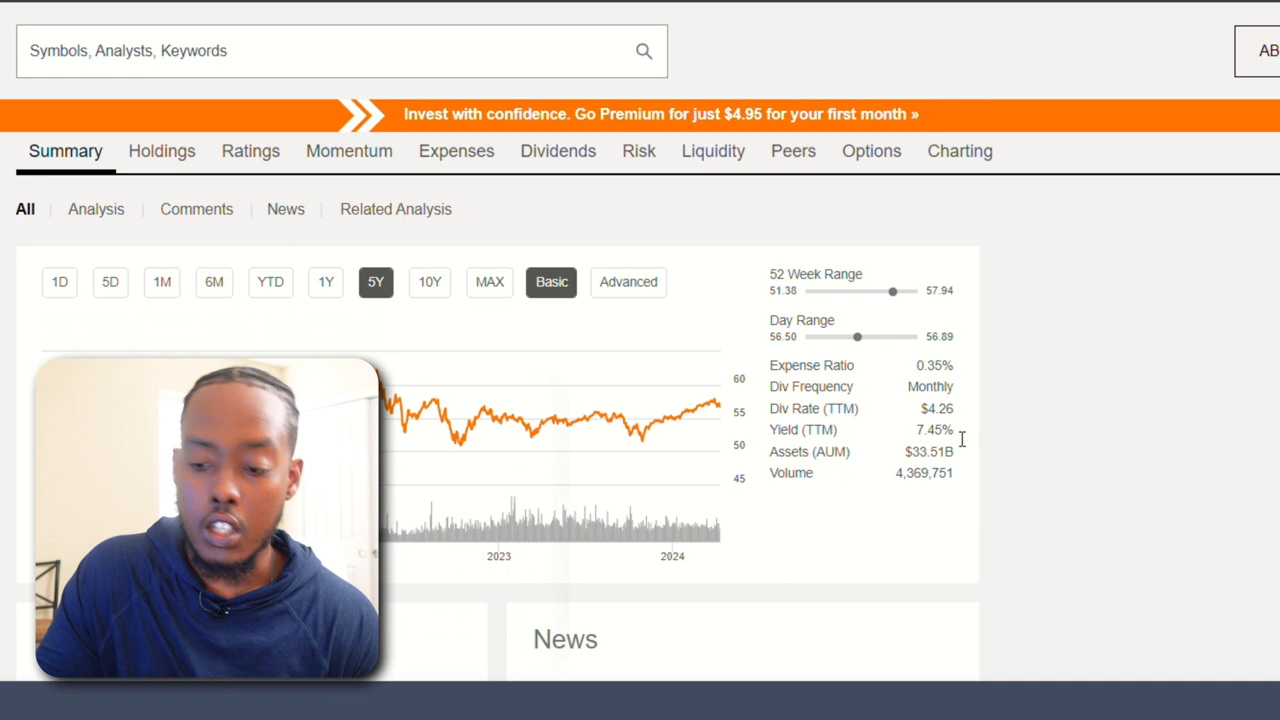 Symbols, Analysts, Keywords
AB
Invest with confidence. Go Premium for just $4.95 for your first month »
Summary Holdings Ratings Momentum Expenses Dividends Risk Liquidity Peers Options Charting
All Analysis Comments News Related Analysis
1D 5D 1M 6M YTD 1Y 5Y 10Y MAX Basic Advanced
52 Week Range
51.38 57.94
Day Range
56.50 56.89
Expense Ratio 0.35%
Div Frequency Monthly
Div Rate (TTM) $4.26
Yield (TTM) 7.45%
Assets (AUM) $33.51B
Volume 4,369,751
60
55
50
45
2023 2024
News